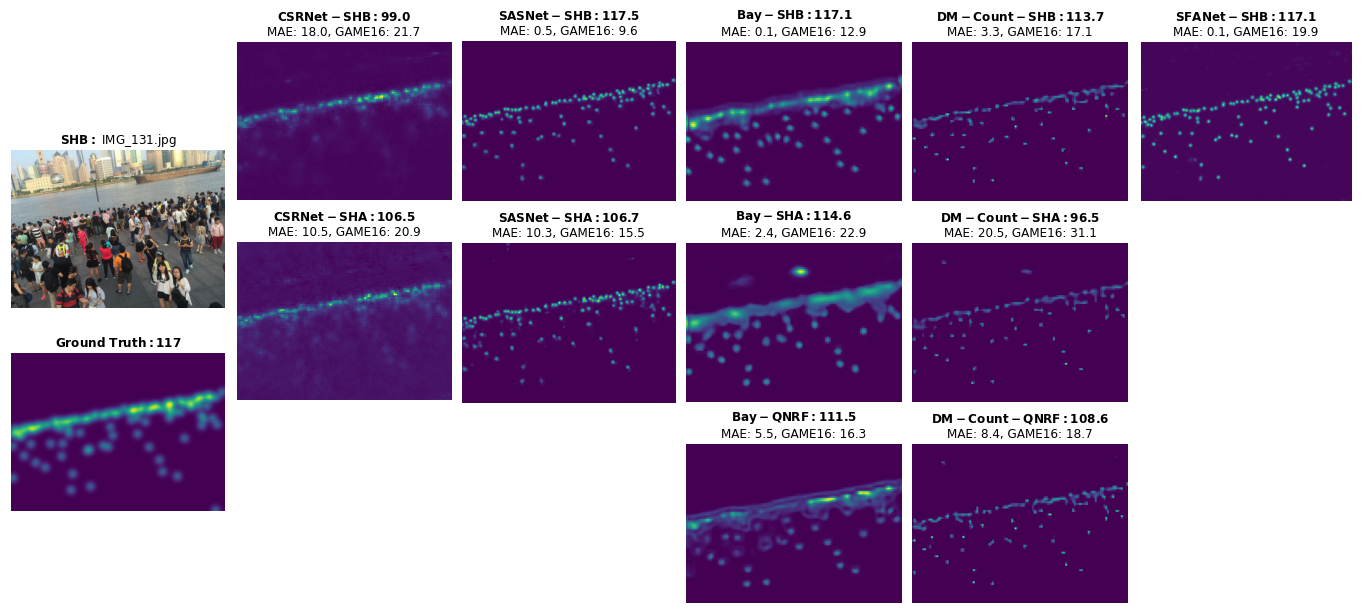 CSRNet − SHB : 99.0
MAE: 18.0, GAME16: 21.7
SASNet − SHB : 117.5
MAE: 0.5, GAME16: 9.6
Bay − SHB : 117.1
MAE: 0.1, GAME16: 12.9
DM − Count − SHB : 113.7
MAE: 3.3, GAME16: 17.1
SFANet − SHB : 117.1
MAE: 0.1, GAME16: 19.9
SHB : IMG_131.jpg
CSRNet − SHA : 106.5
MAE: 10.5, GAME16: 20.9
SASNet − SHA : 106.7
MAE: 10.3, GAME16: 15.5
Bay − SHA : 114.6
MAE: 2.4, GAME16: 22.9
DM − Count − SHA : 96.5
MAE: 20.5, GAME16: 31.1
Ground Truth : 117
Bay − QNRF : 111.5
MAE: 5.5, GAME16: 16.3
DM − Count − QNRF : 108.6
MAE: 8.4, GAME16: 18.7